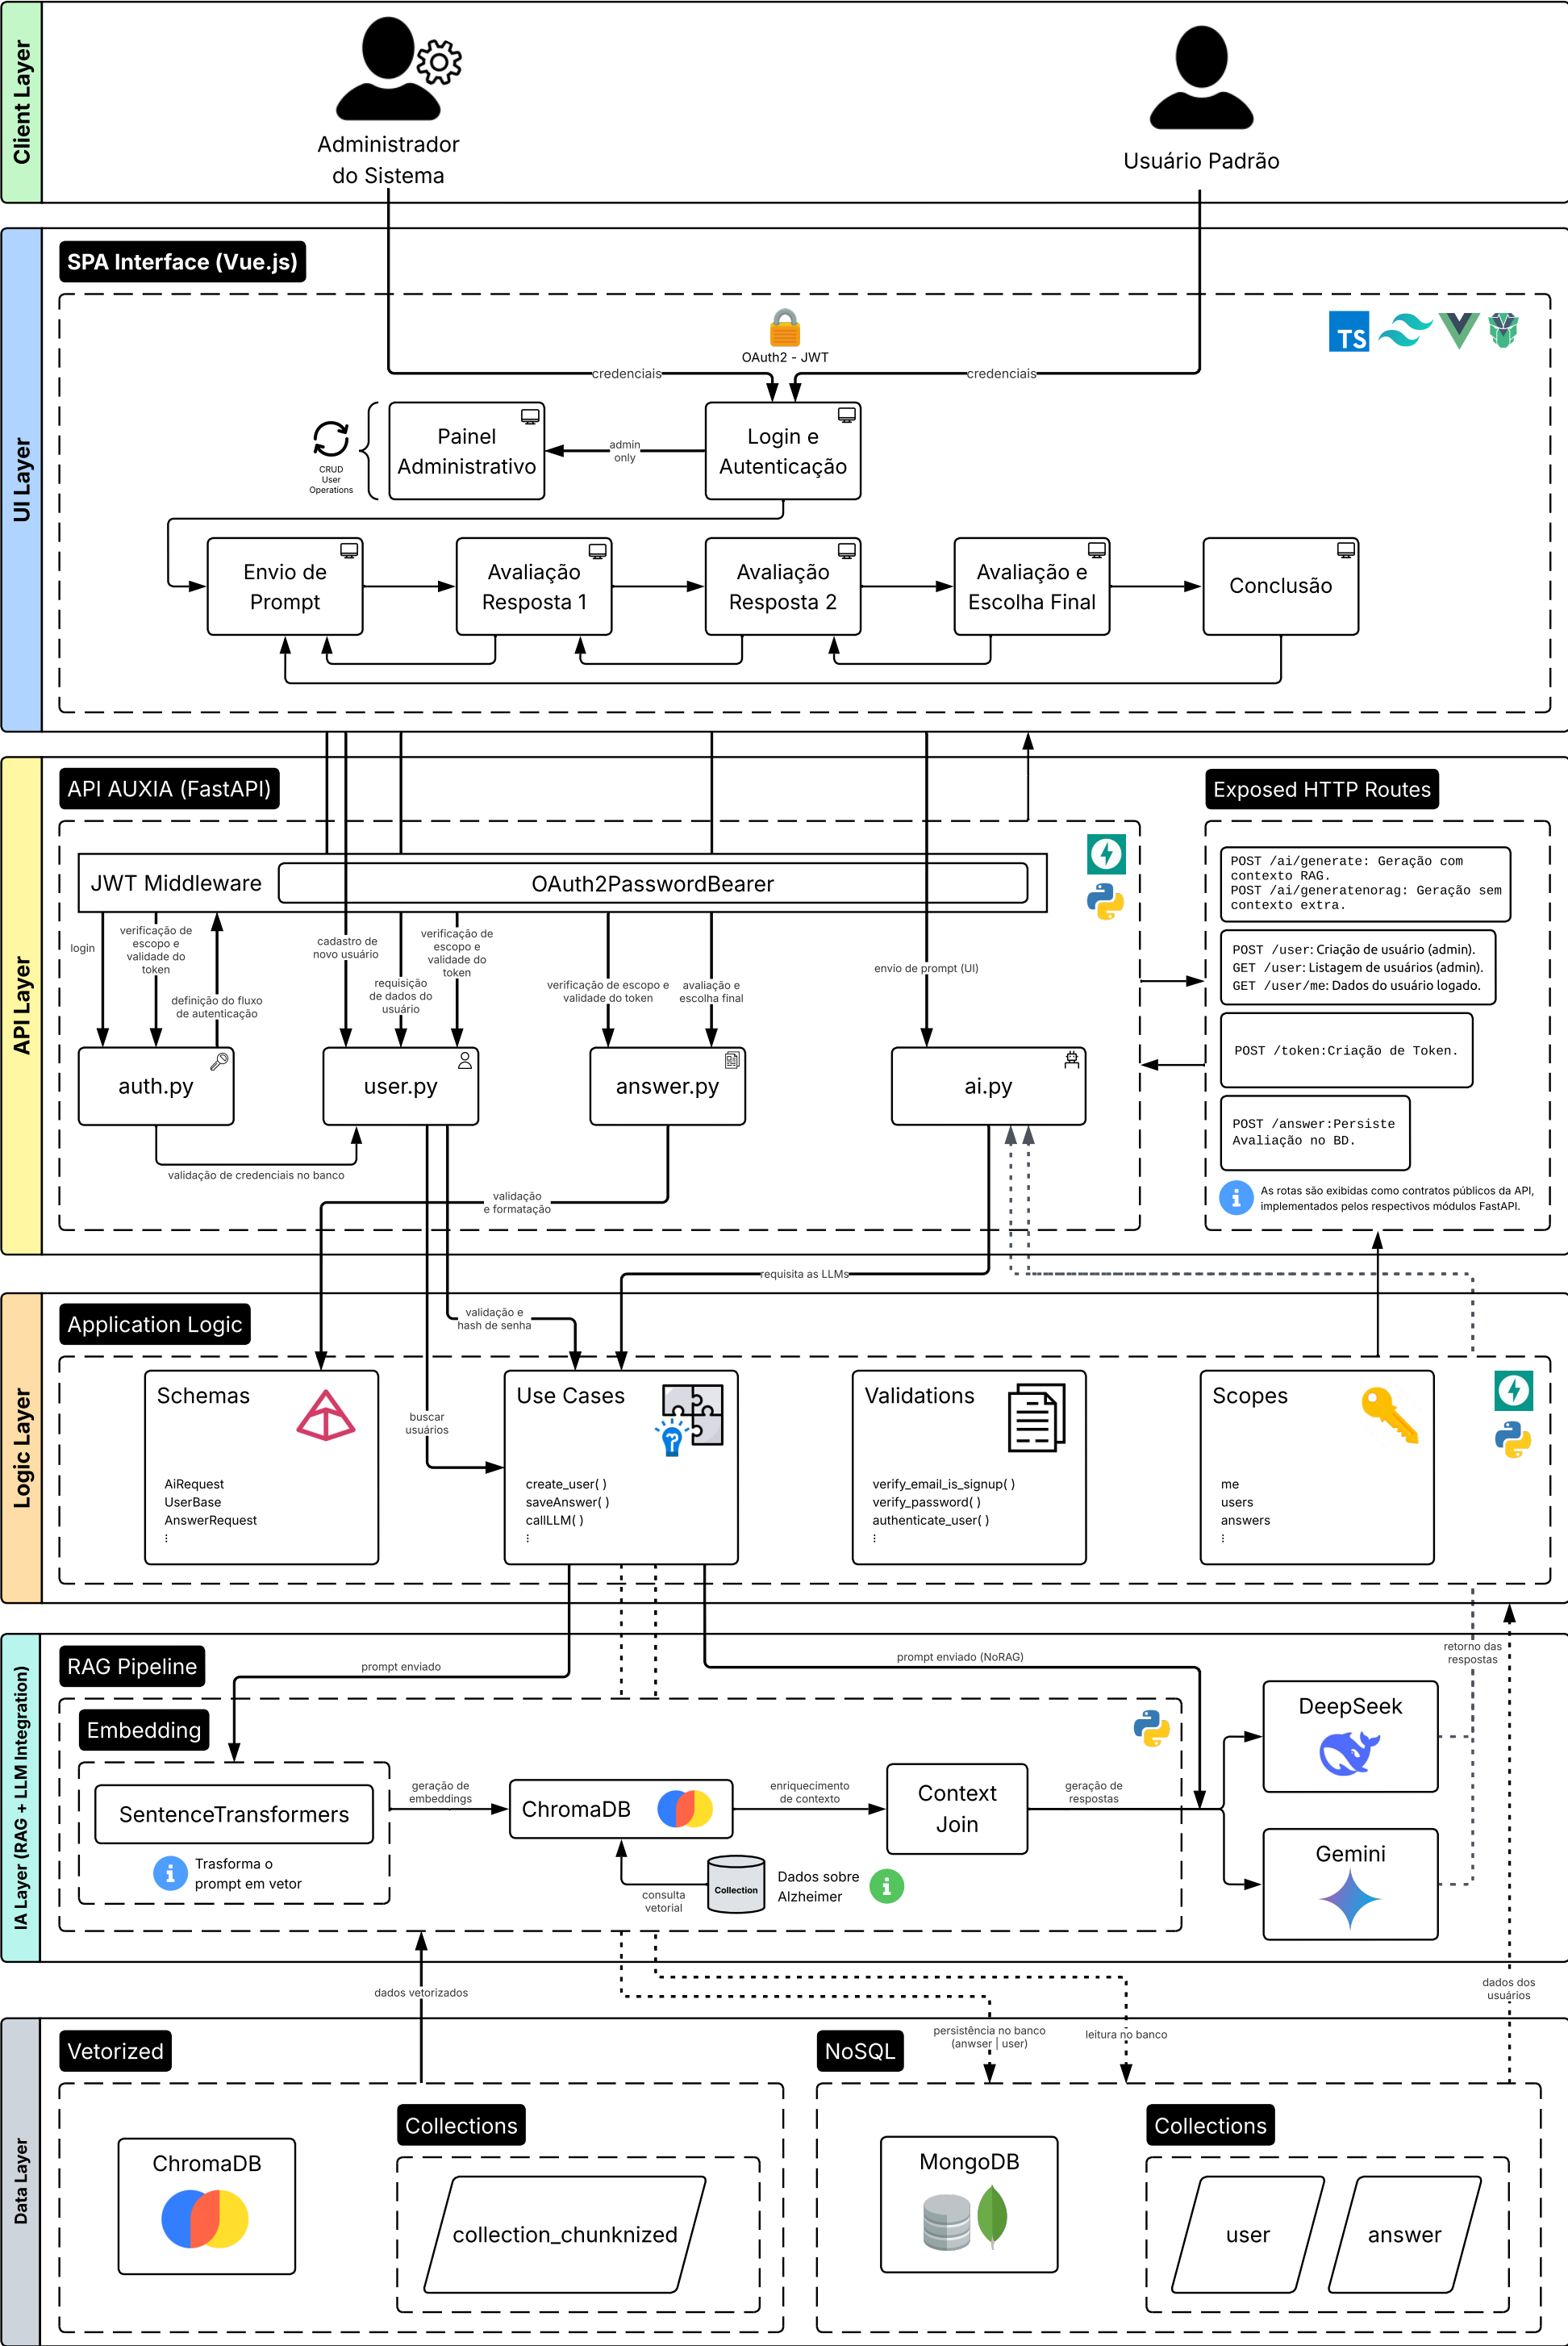 Client Layer
Administrador
do Sistema
Usuário Padrão
UI Layer
SPA Interface (Vue.js)
TS
OAuth2 - JWT
credenciais
credenciais
CRUD
User
Operations
Painel
Administrativo
admin
only
Login e
Autenticação
Envio de
Prompt
Avaliação
Resposta 1
Avaliação
Resposta 2
Avaliação e
Escolha Final
Conclusão
API Layer
API AUXIA (FastAPI)
JWT Middleware
OAuth2PasswordBearer
login
verificação de
escopo e
validade do
token
definição do fluxo
de autenticação
cadastro de
novo usuário
requisição
de dados do
usuário
verificação de
escopo e
validade do
token
verificação de escopo e
validade do token
avaliação e
escolha final
envio de prompt (UI)
auth.py
user.py
answer.py
ai.py
validação de credenciais no banco
validação
e formatação
Exposed HTTP Routes
POST /ai/generate: Geração com
contexto RAG.
POST /ai/generatenorag: Geração sem
contexto extra.
POST /user: Criação de usuário (admin).
GET /user: Listagem de usuários (admin).
GET /user/me: Dados do usuário logado.
POST /token:Criação de Token.
POST /answer:Persiste
Avaliação no BD.
As rotas são exibidas como contratos públicos da API,
implementados pelos respectivos módulos FastAPI.
requisita as LLMs
Logic Layer
Application Logic
validação e
hash de senha
buscar
usuários
Schemas
AiRequest
UserBase
AnswerRequest
⋮
Use Cases
create_user( )
saveAnswer( )
callLLM( )
⋮
Validations
verify_email_is_signup( )
verify_password( )
authenticate_user( )
⋮
Scopes
me
users
answers
⋮
IA Layer (RAG + LLM Integration)
RAG Pipeline
prompt enviado
prompt enviado (NoRAG)
retorno das
respostas
Embedding
SentenceTransformers
Trasforma o
prompt em vetor
geração de
embeddings
ChromaDB
enriquecimento
de contexto
Context
Join
geração de
respostas
DeepSeek
Gemini
consulta
vetorial
Collection
Dados sobre
Alzheimer
dados vetorizados
dados dos
usuários
Data Layer
Vetorized
ChromaDB
Collections
collection_chunknized
persistência no banco
(anwser | user)
leitura no banco
NoSQL
MongoDB
Collections
user
answer